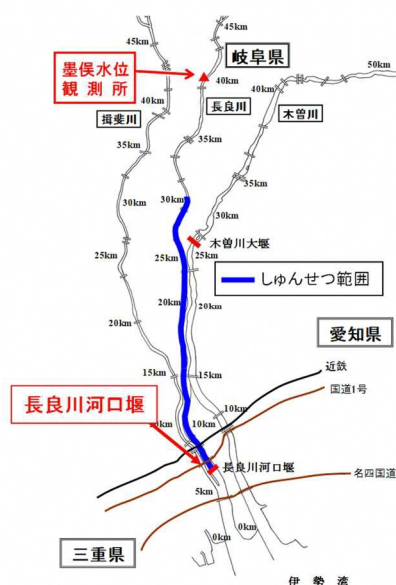 45km
45km
墨俣水位
観測所
岐阜県
40km
50km
40km
40km
揖斐川
長良川
木曽川
35km
35km
35km
30km
30km
30km
木曽川大堰
25km
25km
25km
しゅんせつ範囲
20km
20km
20km
愛知県
15km
15km
近鉄
国道1号
長良川河口堰
10km
10km
長良川河口堰
名四国道
5km
0km
0km
三重県
伊勢湾